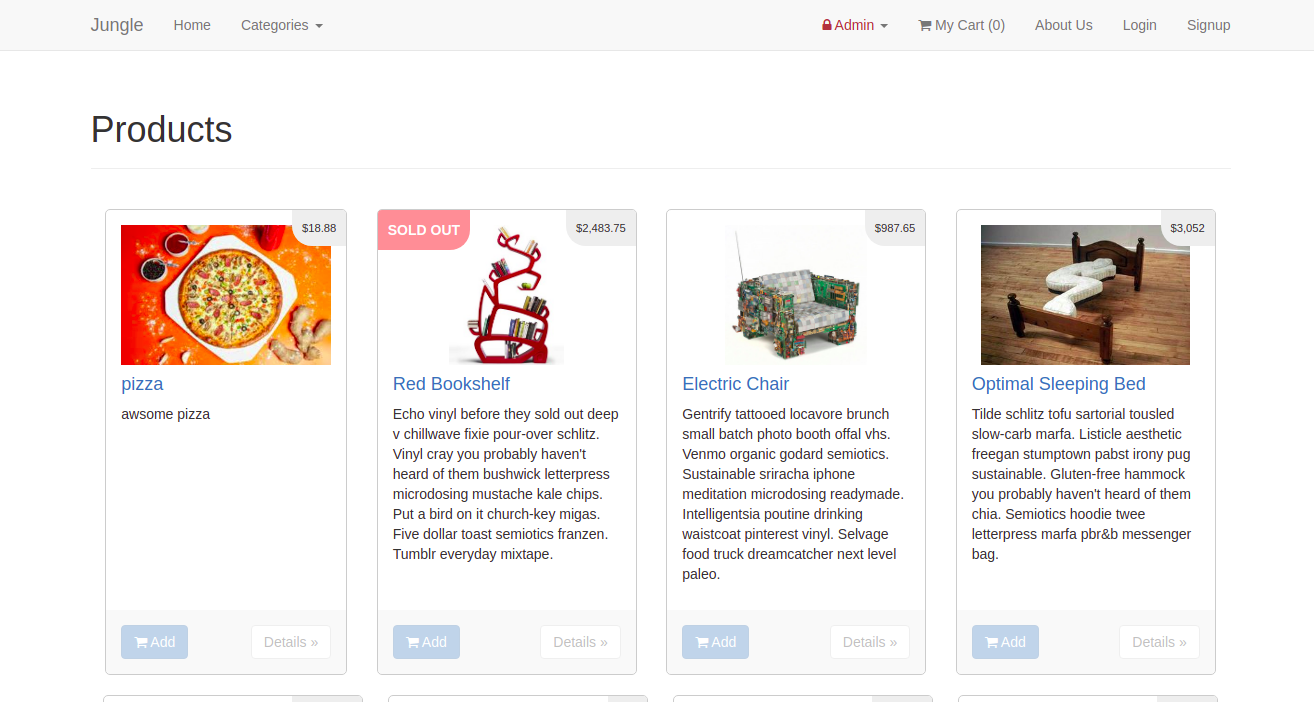 Jungle Home Categories Admin My Cart (0) About Us Login Signup
Products
$18.88
pizza
awsome pizza
Add Details »
SOLD OUT $2,483.75
Red Bookshelf
Echo vinyl before they sold out deep
v chillwave fixie pour-over schlitz.
Vinyl cray you probably haven't
heard of them bushwick letterpress
microdosing mustache kale chips.
Put a bird on it church-key migas.
Five dollar toast semiotics franzen.
Tumblr everyday mixtape.
Add Details »
$987.65
Electric Chair
Gentrify tattooed locavore brunch
small batch photo booth offal vhs.
Venmo organic godard semiotics.
Sustainable sriracha iphone
meditation microdosing readymade.
Intelligentsia poutine drinking
waistcoat pinterest vinyl. Selvage
food truck dreamcatcher next level
paleo.
Add Details »
$3,052
Optimal Sleeping Bed
Tilde schlitz tofu sartorial tousled
slow-carb marfa. Listicle aesthetic
freegan stumptown pabst irony pug
sustainable. Gluten-free hammock
you probably haven't heard of them
chia. Semiotics hoodie twee
letterpress marfa pbr&b messenger
bag.
Add Details »